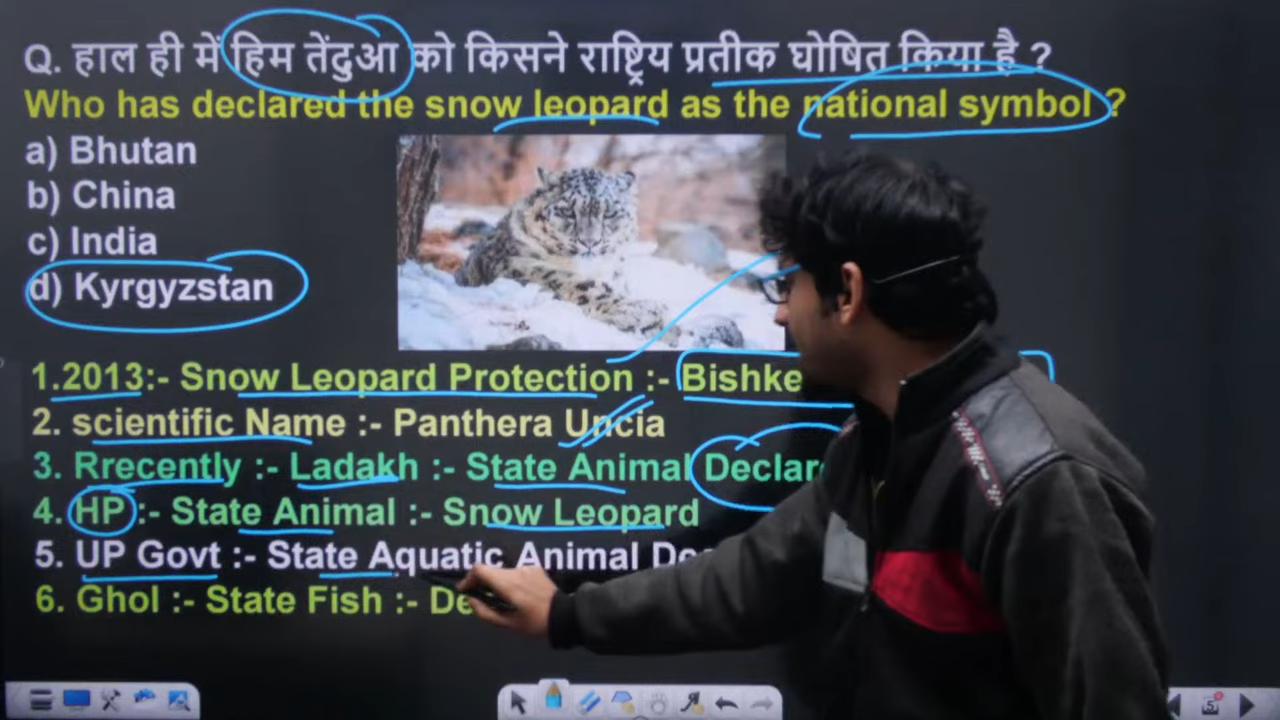 Q. हाल ही में हिम तेंदुआ को किसने राष्ट्रिय प्रतीक घोषित किया है ?
Who has declared the snow leopard as the national symbol ?
a) Bhutan
b) China
c) India
d) Kyrgyzstan
1.2013:- Snow Leopard Protection :- Bishke
2. scientific Name :- Panthera Uncia
3. Rrecently :- Ladakh :- State Animal Declar
4. HP :- State Animal :- Snow Leopard
5. UP Govt :- State Aquatic Animal De
6. Ghol :- State Fish :- De
5